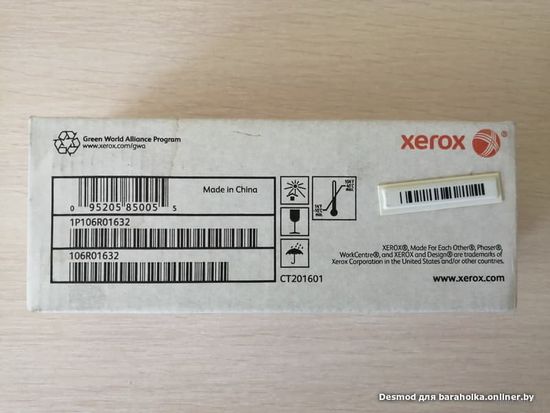 Green World Alliance Program
www.xerox.com/gwa
xerox®
Made in China
0 95205 85005 5
1P106R01632
106R01632
CT201601
XEROX®, Made For Each Other®, Phaser®,
WorkCentre®, and XEROX and Design® are trademarks of
Xerox Corporation in the United States and/or other countries.
www.xerox.com
Desmod для baraholka.onliner.by